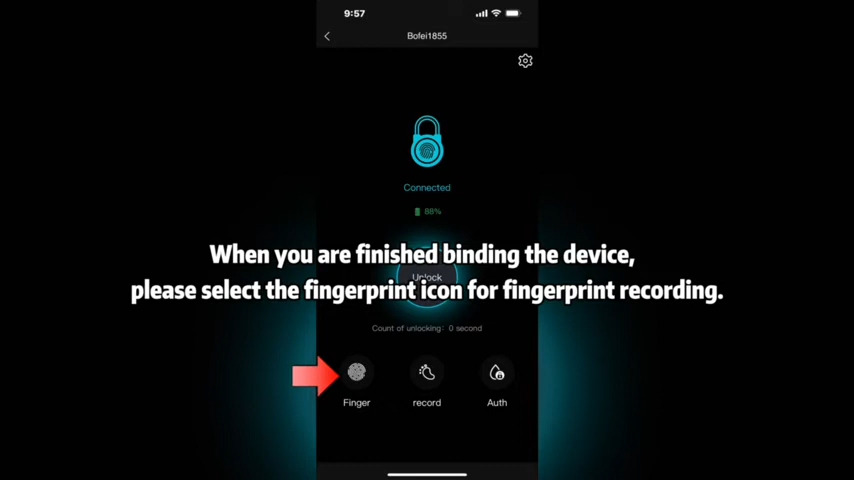 9:57
Bofei1855
Connected
88%
When you are finished binding the device,
Unlock
please select the fingerprint icon for fingerprint recording.
Count of unlocking: 0 second
Finger record Auth